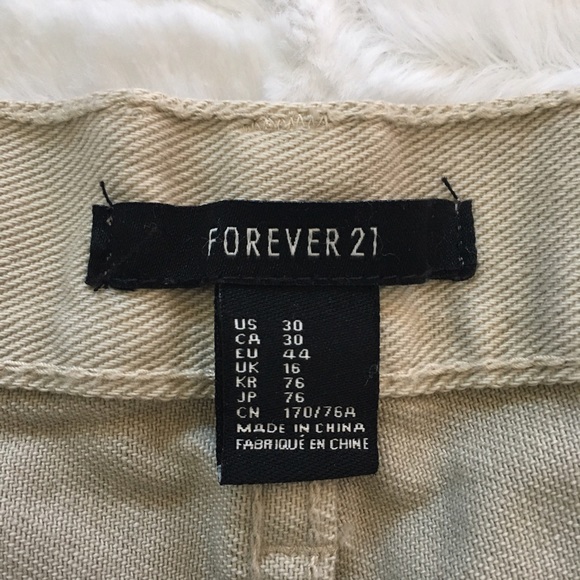 FOREVER 21
US 30
CA 30
EU 44
UK 16
KR 76
JP 76
CN 170/76A
MADE IN CHINA
FABRIQUÉ EN CHINE